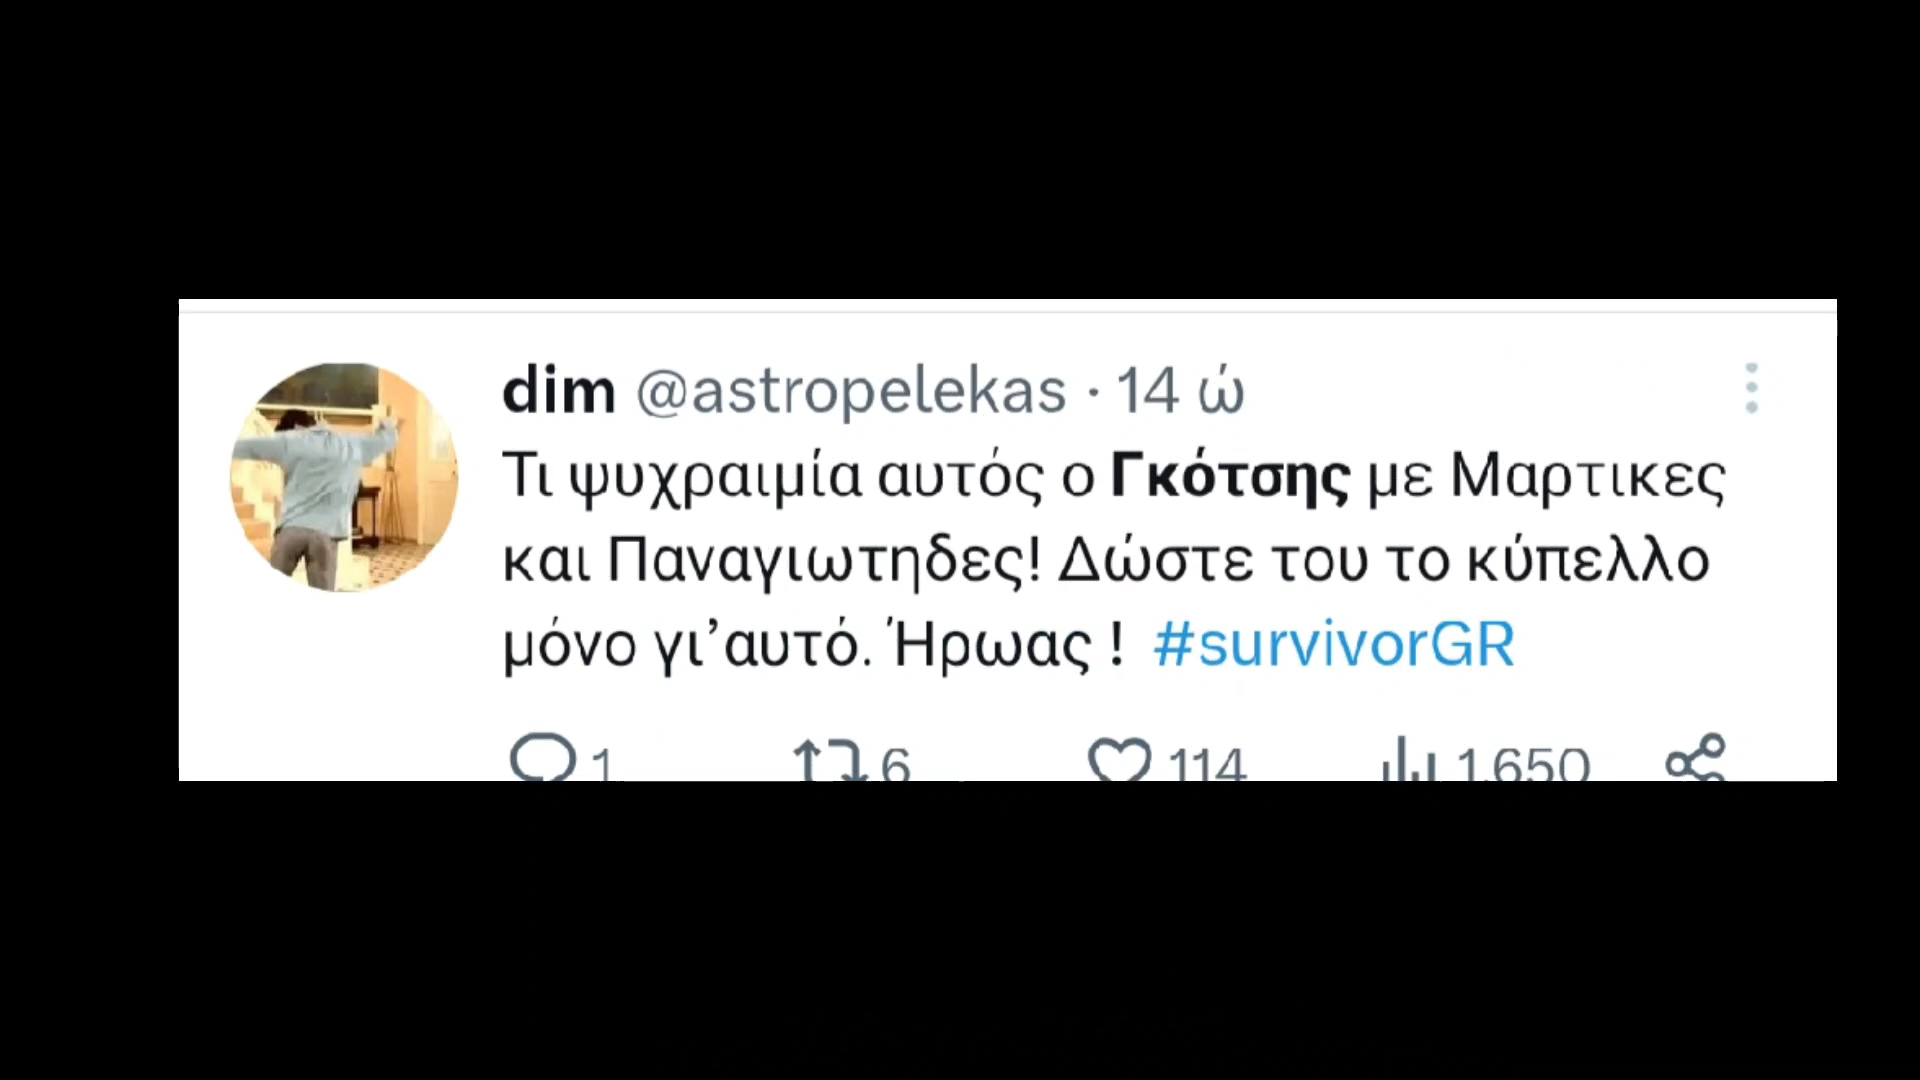 dim @astropelekas · 14 ώ
Τι ψυχραιμία αυτός ο Γκότσης με Μαρτικες
και Παναγιωτηδες! Δώστε του το κύπελλο
μόνο γι’αυτό. Ήρωας ! #survivorGR
1 6 114 1.650